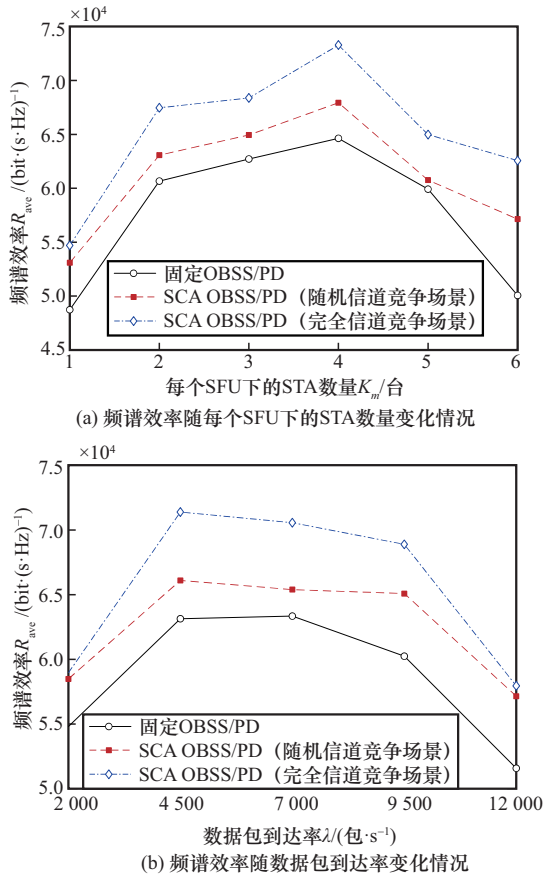 ×10⁴
7.5
7.0
6.5
6.0
5.5
5.0
4.5
频谱效率R_ave /(bit·(s·Hz)⁻¹)
固定OBSS/PD
SCA OBSS/PD（随机信道竞争场景）
SCA OBSS/PD（完全信道竞争场景）
1 2 3 4 5 6
每个SFU下的STA数量K_m/台
(a) 频谱效率随每个SFU下的STA数量变化情况
×10⁴
7.5
7.0
6.5
6.0
5.5
5.0
频谱效率R_ave /(bit·(s·Hz)⁻¹)
固定OBSS/PD
SCA OBSS/PD（随机信道竞争场景）
SCA OBSS/PD（完全信道竞争场景）
2 000 4 500 7 000 9 500 12 000
数据包到达率λ/(包·s⁻¹)
(b) 频谱效率随数据包到达率变化情况